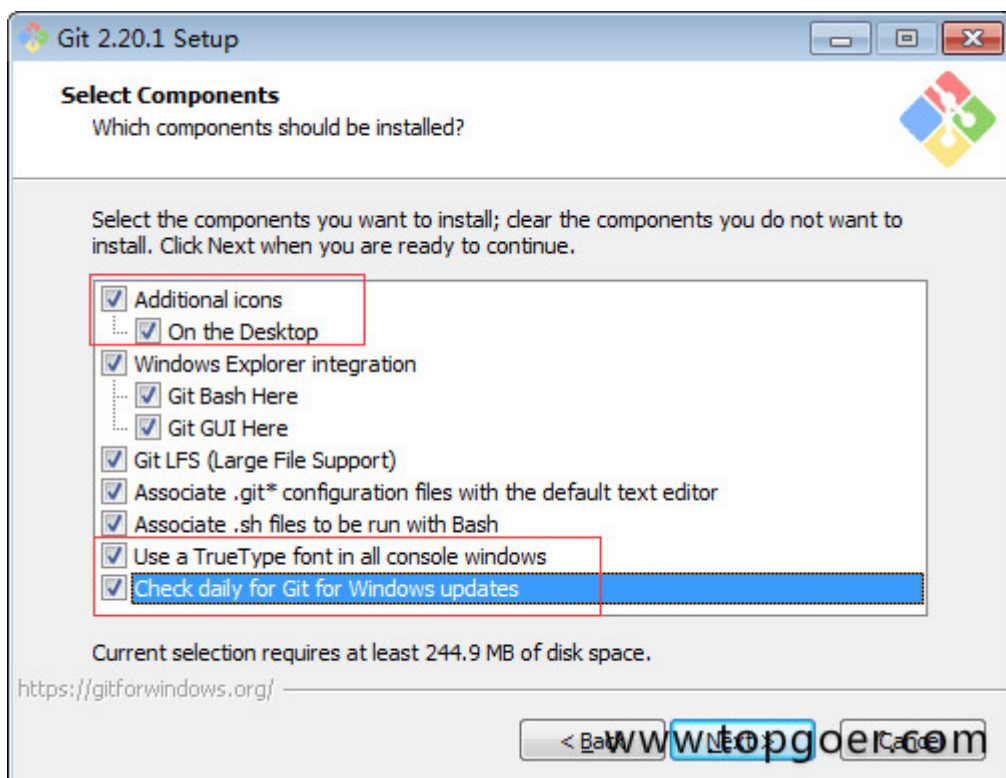 Git 2.20.1 Setup
Select Components
Which components should be installed?
Select the components you want to install; clear the components you do not want to
install. Click Next when you are ready to continue.
Additional icons
On the Desktop
Windows Explorer integration
Git Bash Here
Git GUI Here
Git LFS (Large File Support)
Associate .git* configuration files with the default text editor
Associate .sh files to be run with Bash
Use a TrueType font in all console windows
Check daily for Git for Windows updates
Current selection requires at least 244.9 MB of disk space.
https://gitforwindows.org/
< Back Next > Cancel
www.topgoer.com